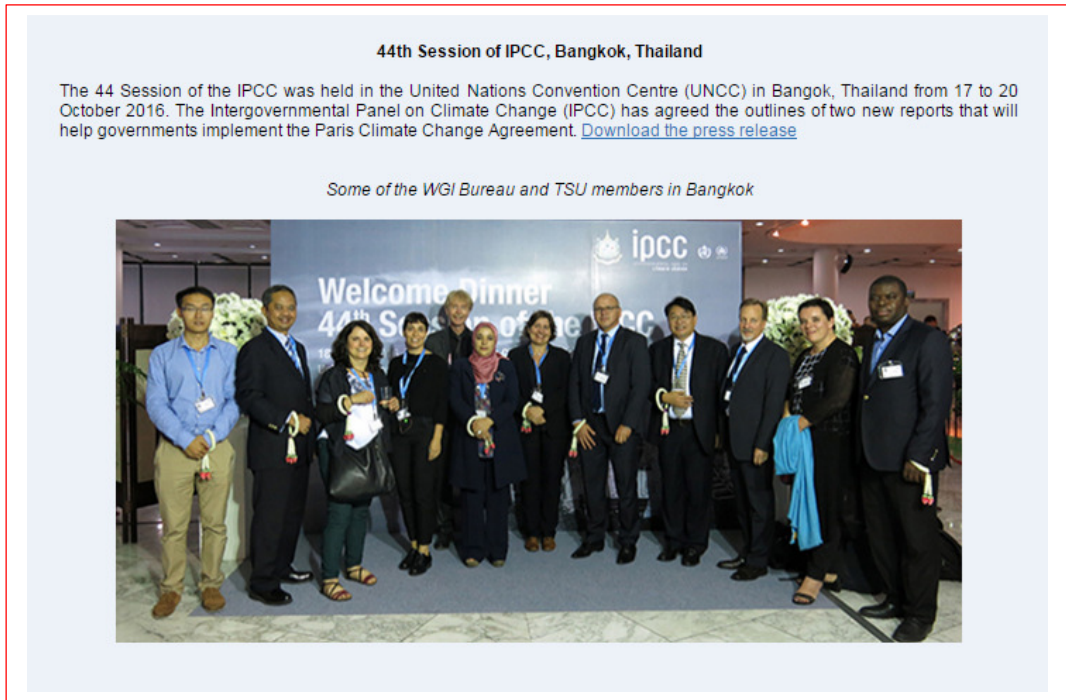 44th Session of IPCC, Bangkok, Thailand
The 44 Session of the IPCC was held in the United Nations Convention Centre (UNCC) in Bangok, Thailand from 17 to 20
October 2016. The Intergovernmental Panel on Climate Change (IPCC) has agreed the outlines of two new reports that will
help governments implement the Paris Climate Change Agreement. Download the press release
Some of the WGI Bureau and TSU members in Bangkok
ipcc
Welcome Dinner
44th Session of the IPCC